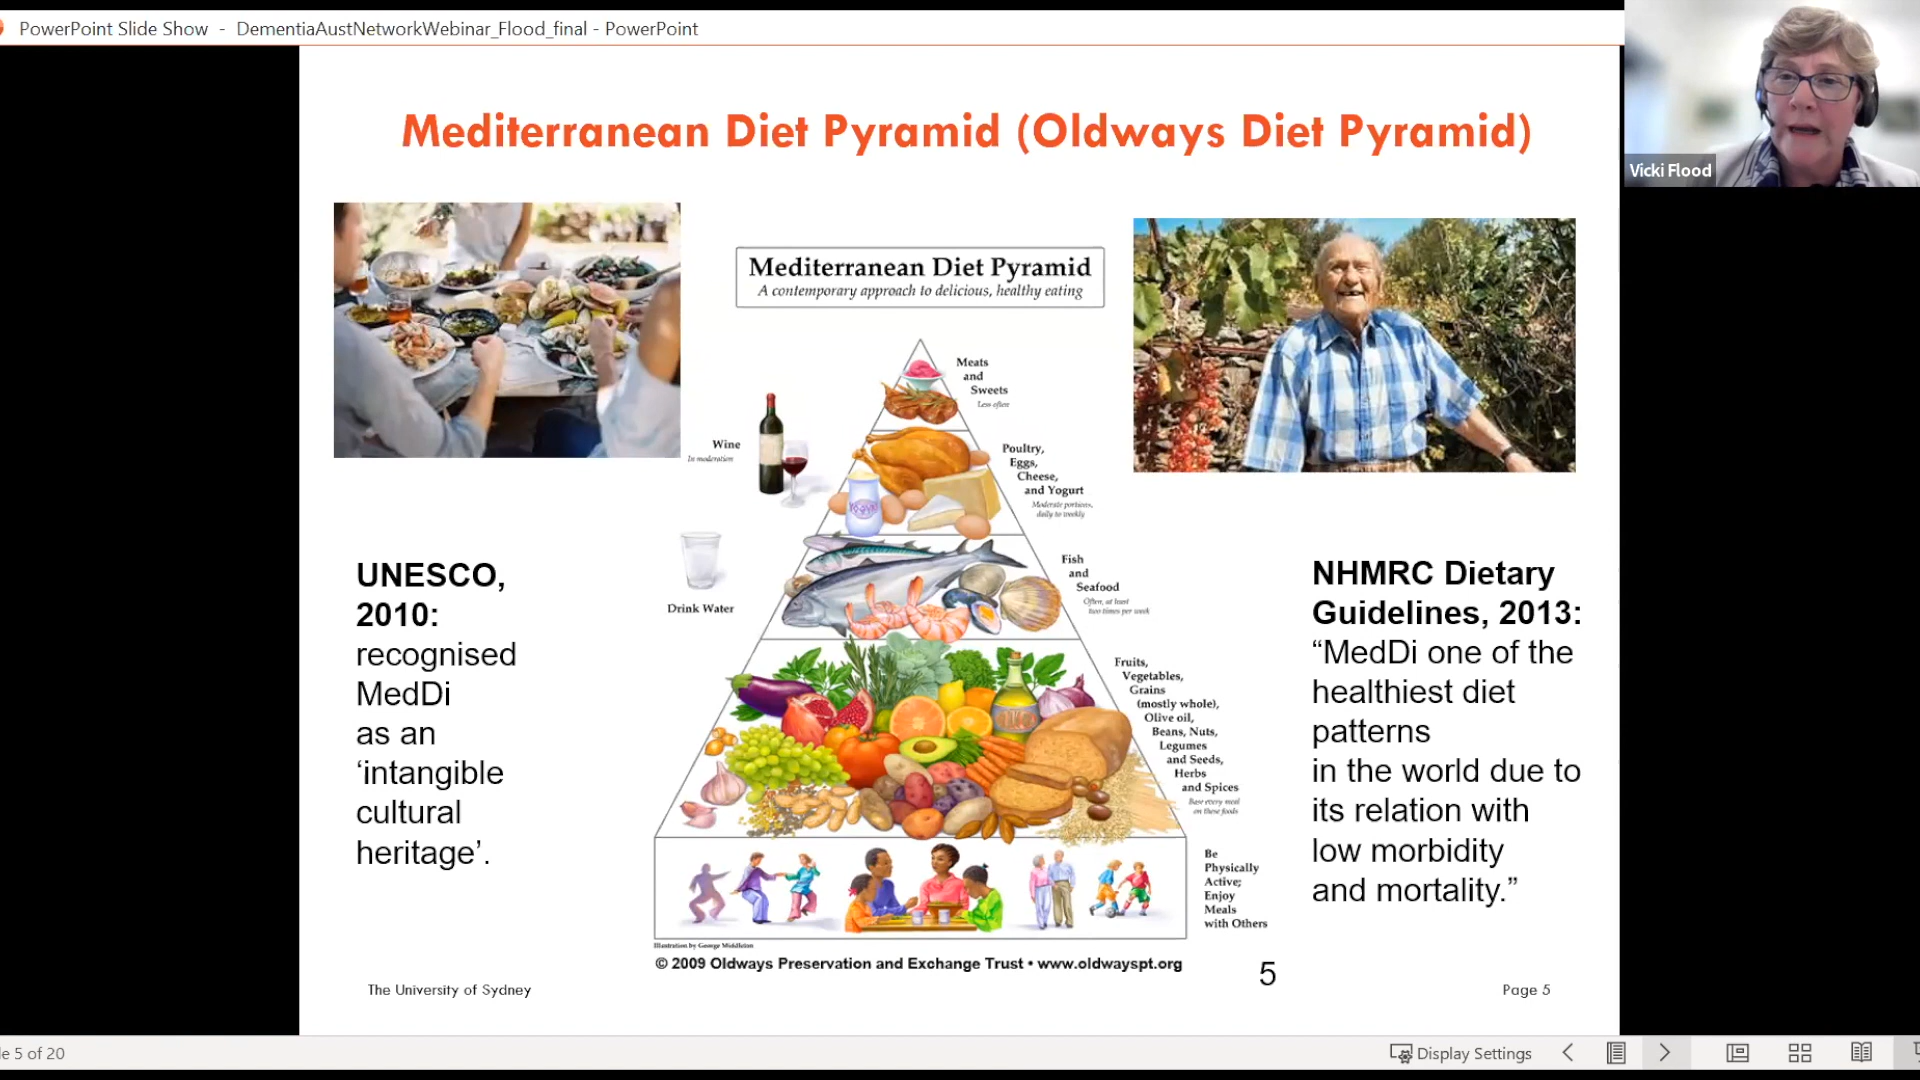 PowerPoint Slide Show - DementiaAustNetworkWebinar_Flood_final - PowerPoint
Vicki Flood
Mediterranean Diet Pyramid (Oldways Diet Pyramid)
Mediterranean Diet Pyramid
A contemporary approach to delicious, healthy eating
Meats
and
Sweets
Less often
Wine
In moderation
Poultry,
Eggs,
Cheese,
and Yogurt
Moderate portions,
daily to weekly
Yogurt
Drink Water
Fish
and
Seafood
Often, at least
two times per week
Fruits,
Vegetables,
Grains
(mostly whole),
Olive oil,
Beans, Nuts,
Legumes
and Seeds,
Herbs
and Spices
Base every meal
on these foods
Be
Physically
Active;
Enjoy
Meals
with Others
Illustration by George Middleton
© 2009 Oldways Preservation and Exchange Trust • www.oldwayspt.org
UNESCO,
2010:
recognised
MedDi
as an
‘intangible
cultural
heritage’.
NHMRC Dietary
Guidelines, 2013:
“MedDi one of the
healthiest diet
patterns
in the world due to
its relation with
low morbidity
and mortality.”
5
The University of Sydney
Page 5
le 5 of 20
Display Settings